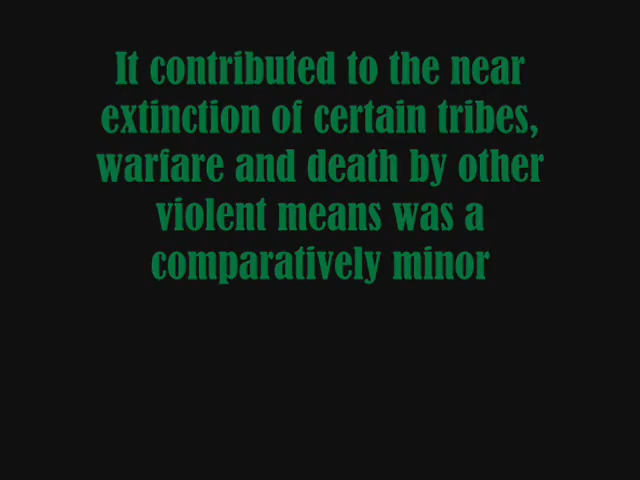 It contributed to the near
extinction of certain tribes,
warfare and death by other
violent means was a
comparatively minor